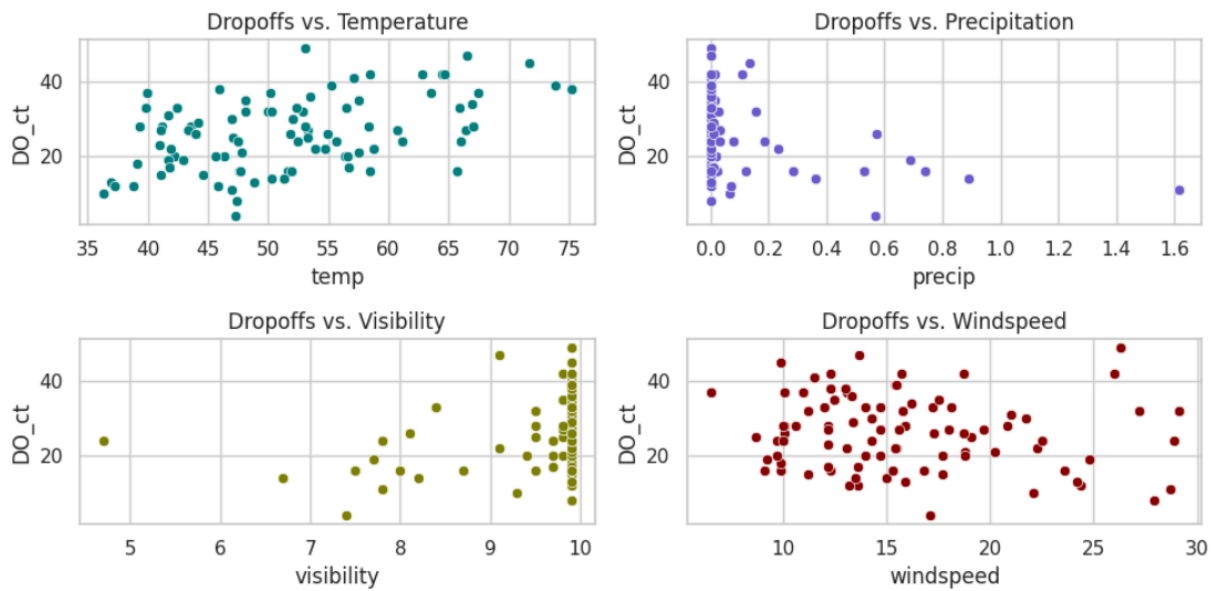 Dropoffs vs. Temperature
DO_ct
40
20
35 40 45 50 55 60 65 70 75
temp
Dropoffs vs. Precipitation
DO_ct
40
20
0.0 0.2 0.4 0.6 0.8 1.0 1.2 1.4 1.6
precip
Dropoffs vs. Visibility
DO_ct
40
20
5 6 7 8 9 10
visibility
Dropoffs vs. Windspeed
DO_ct
40
20
10 15 20 25 30
windspeed